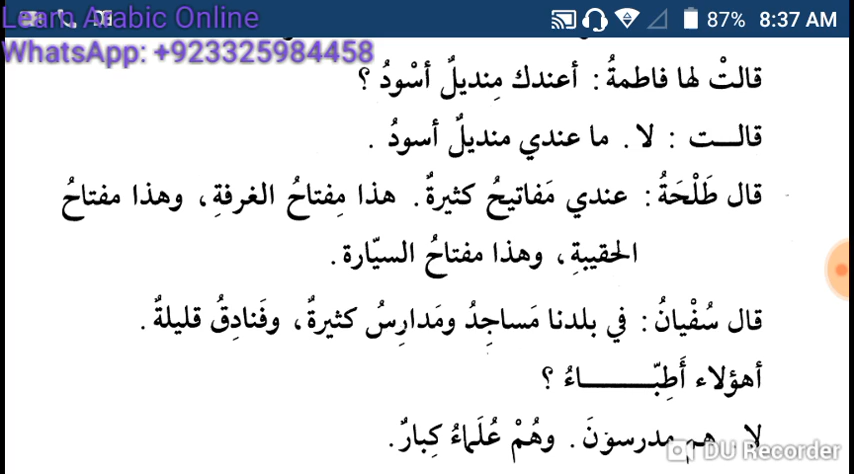 Learn Arabic Online
87% 8:37 AM
WhatsApp: +923325984458
قالتْ لها فاطمةُ : أعندك مِنديلٌ أسْودُ ؟
قالـــت : لا. ما عندي منديلٌ أسودُ .
قال طَلْحَةُ : عندي مَفاتيحُ كثيرةٌ. هذا مِفتاحُ الغرفةِ، وهذا مفتاحُ
الحقيبةِ، وهذا مفتاحُ السيّارة .
قال سُفْيانُ : في بلدنا مَساجِدُ ومَدارِسُ كثيرةٌ، وفَنادِقُ قليلةٌ .
أهؤلاء أَطِبّـــــــــاءُ ؟
لا. هم مدرسونَ. وهُمْ عُلَماءُ كِبارٌ.
DU Recorder